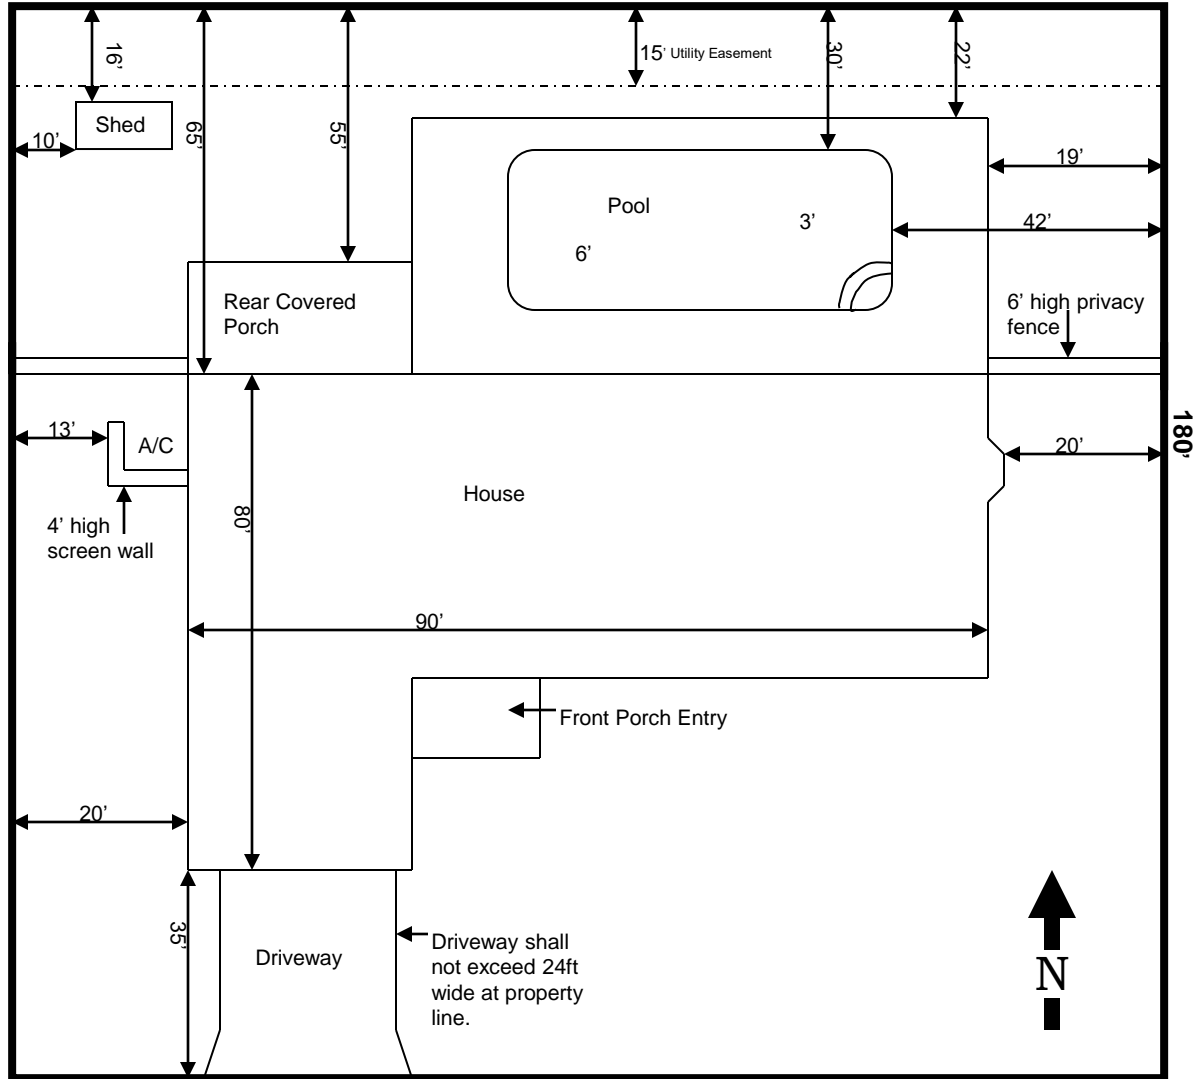 16’
65’
55’
15’ Utility Easement
30’
22’
Shed
10’
19’
Pool
3’
42’
6’
Rear Covered
Porch
6’ high privacy
fence
13’
A/C
180’
20’
House
4’ high
screen wall
80’
90’
Front Porch Entry
20’
35’
Driveway
Driveway shall
not exceed 24ft
wide at property
line.
N